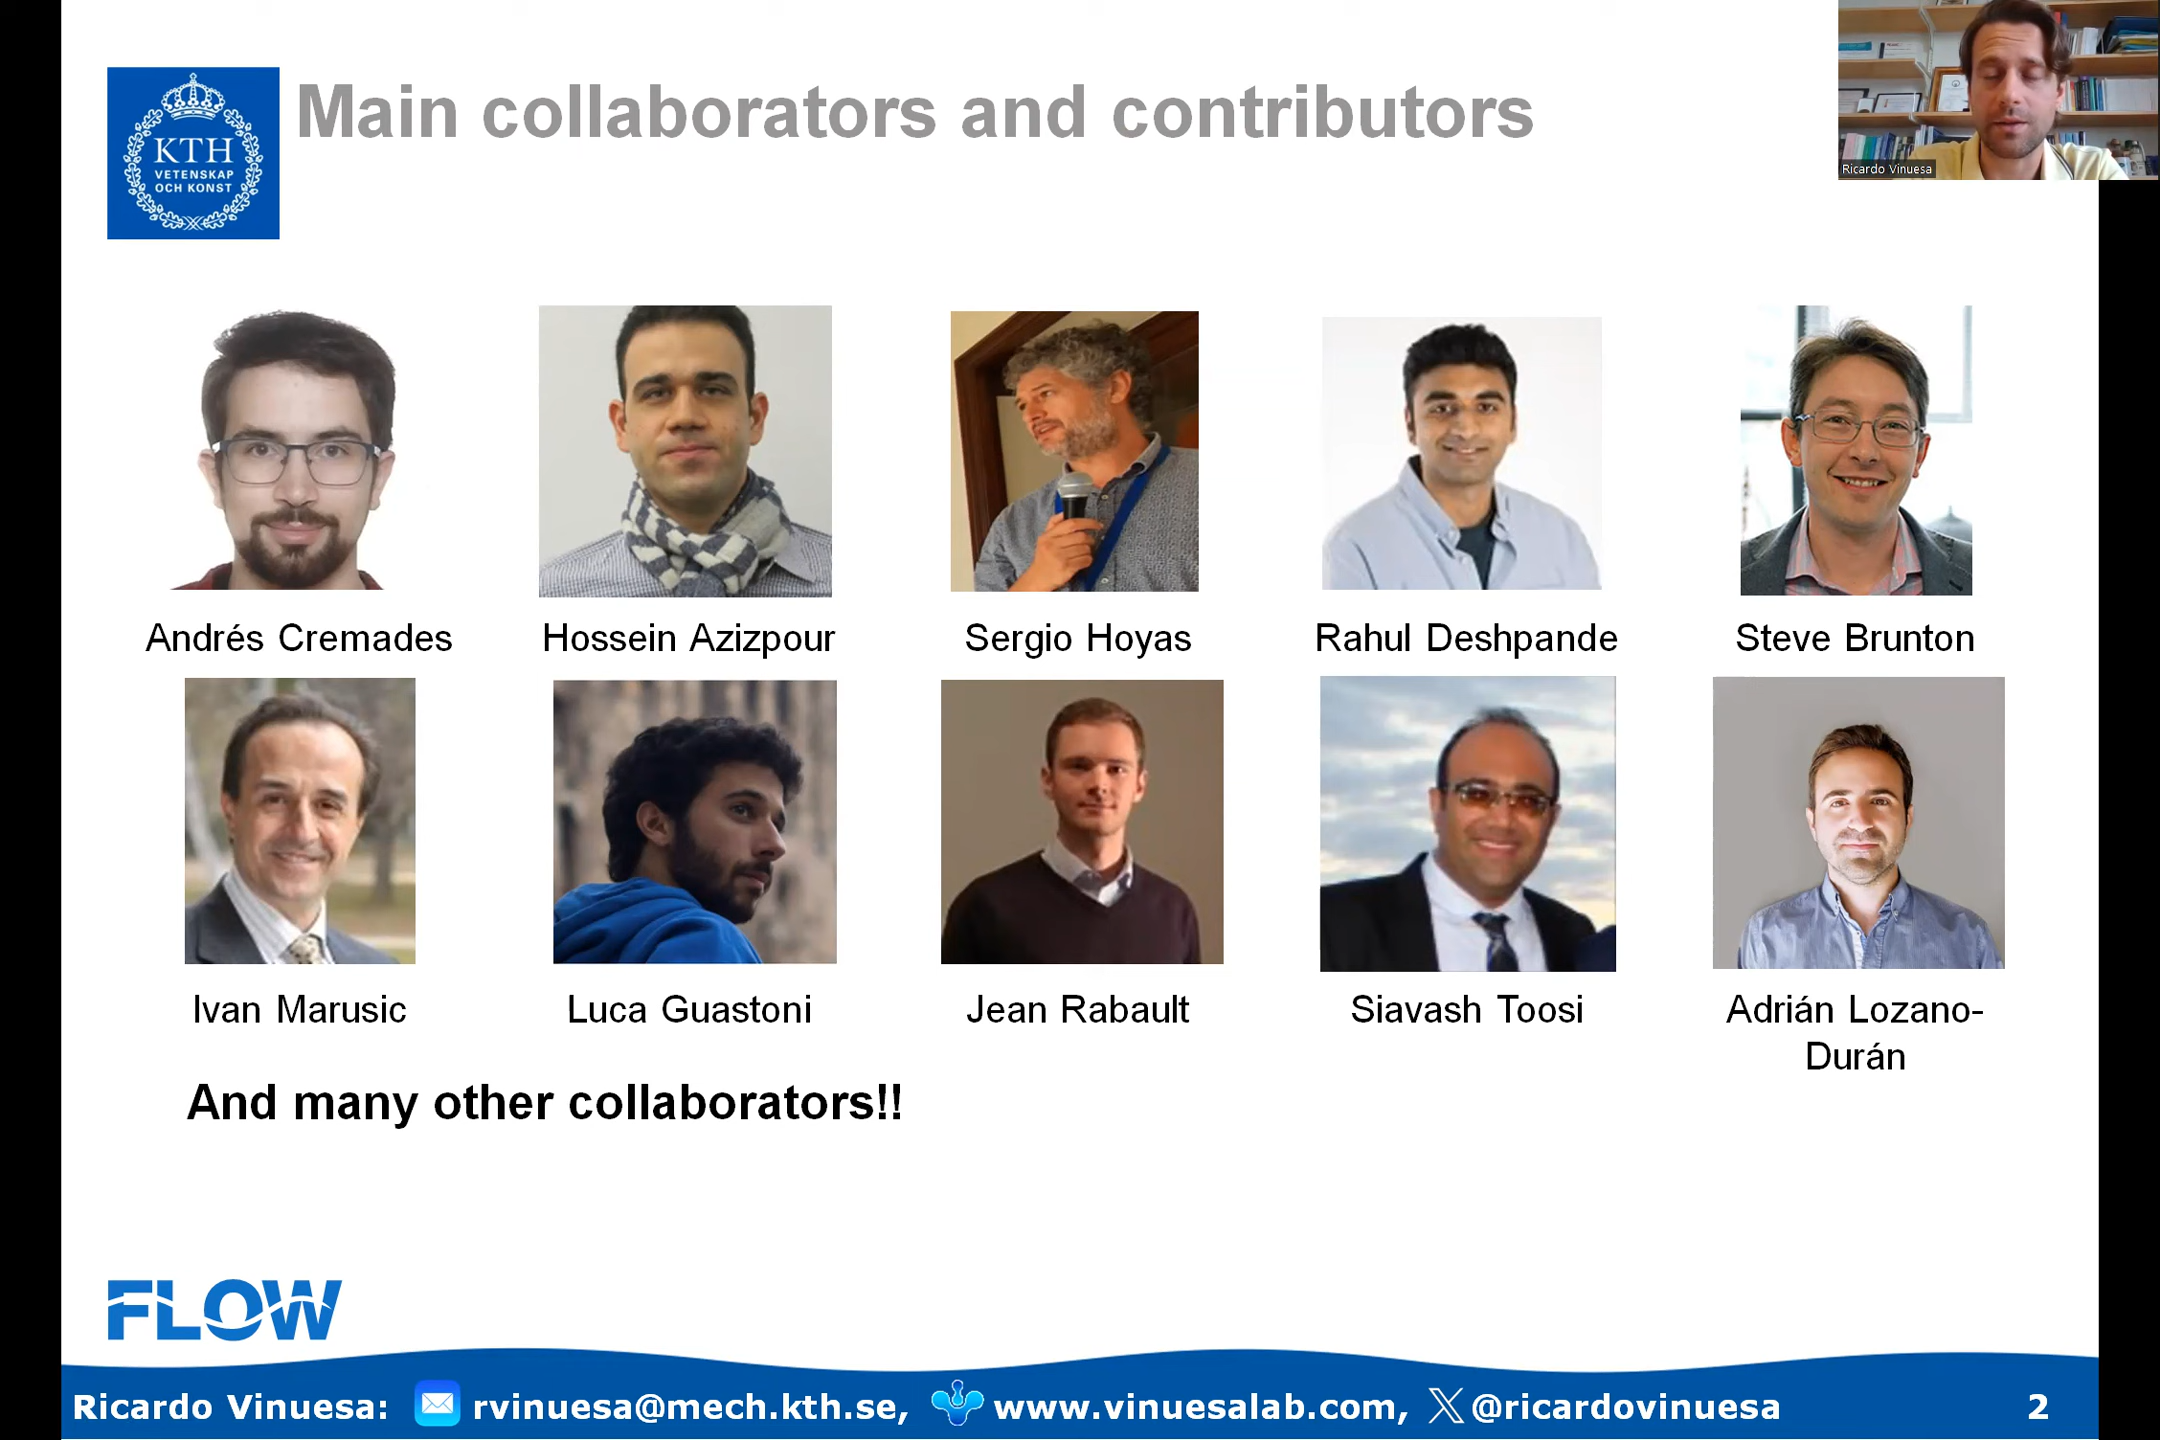 Main collaborators and contributors
KTH
VETENSKAP
OCH KONST
Ricardo Vinuesa
Andrés Cremades
Hossein Azizpour
Sergio Hoyas
Rahul Deshpande
Steve Brunton
Ivan Marusic
Luca Guastoni
Jean Rabault
Siavash Toosi
Adrián Lozano-
Durán
And many other collaborators!!
FLOW
Ricardo Vinuesa: rvinuesa@mech.kth.se, www.vinuesalab.com, @ricardovinuesa 2